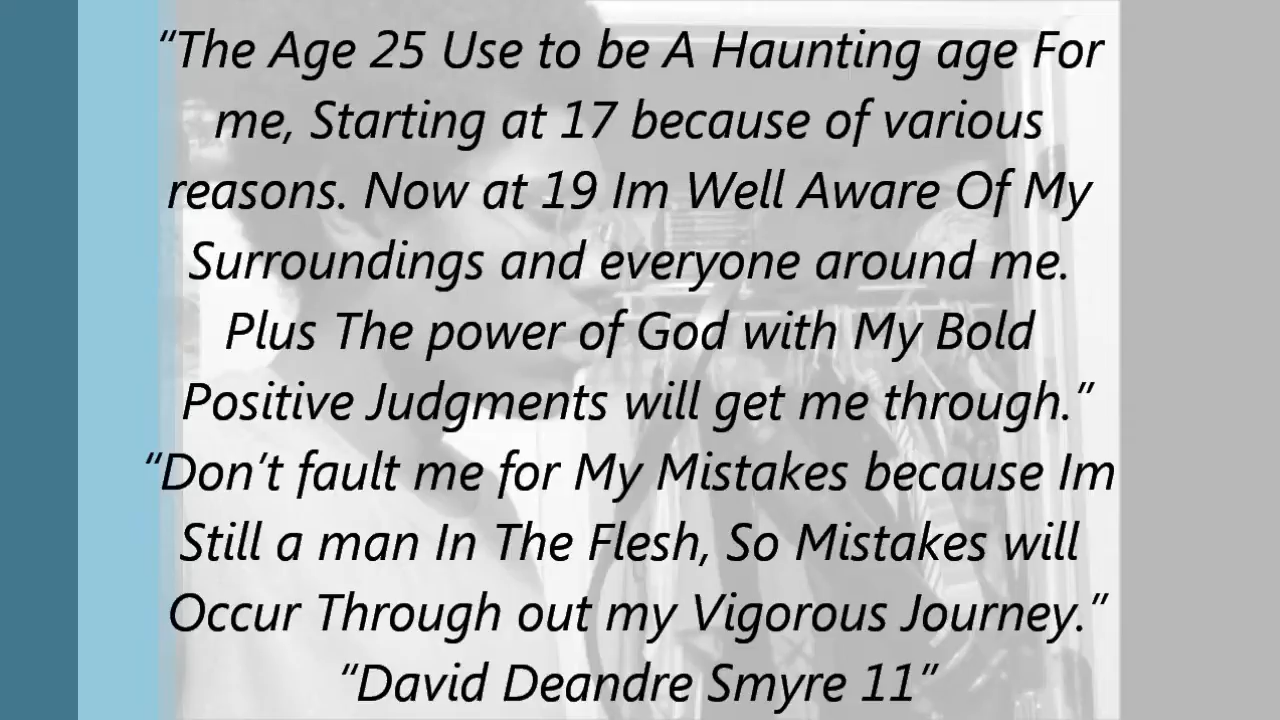 “The Age 25 Use to be A Haunting age For
me, Starting at 17 because of various
reasons. Now at 19 Im Well Aware Of My
Surroundings and everyone around me.
Plus The power of God with My Bold
Positive Judgments will get me through.”
“Don’t fault me for My Mistakes because Im
Still a man In The Flesh, So Mistakes will
Occur Through out my Vigorous Journey.”
“David Deandre Smyre 11”